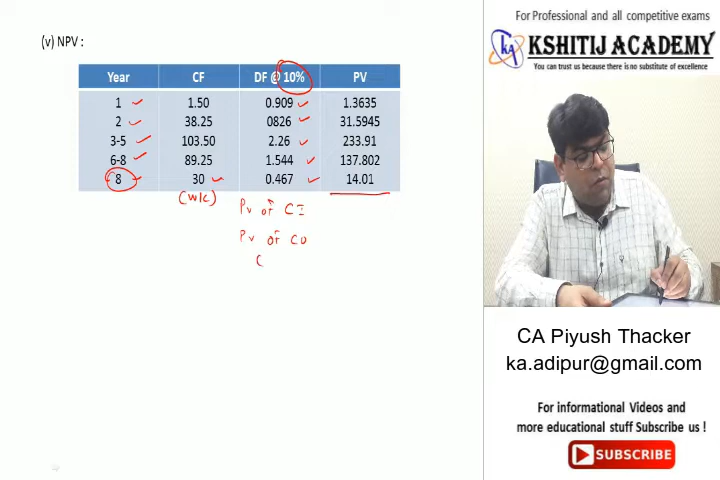 For Professional and all competitive exams
KA
KSHITIJ ACADEMY
You can trust us because there is no substitute of excellence
(v) NPV :
Year CF DF @ 10% PV
1 1.50 0.909 1.3635
2 38.25 0826 31.5945
3-5 103.50 2.26 233.91
6-8 89.25 1.544 137.802
8 30 0.467 14.01
(W/C)
PV of CI
PV of CO
(
CA Piyush Thacker
ka.adipur@gmail.com
For informational Videos and
more educational stuff Subscribe us !
SUBSCRIBE